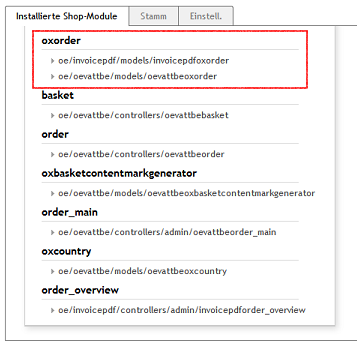 Installierte Shop-Module
Stamm
Einstell.
oxorder
oe/invoicepdf/models/invoicepdfoxorder
oe/oevattbe/models/oevattbeoxorder
basket
oe/oevattbe/controllers/oevattbebasket
order
oe/oevattbe/controllers/oevattbeorder
oxbasketcontentmarkgenerator
oe/oevattbe/models/oevattbeoxbasketcontentmarkgenerator
order_main
oe/oevattbe/controllers/admin/oevattbeorder_main
oxcountry
oe/oevattbe/models/oevattbeoxcountry
order_overview
oe/invoicepdf/controllers/admin/invoicepdforder_overview